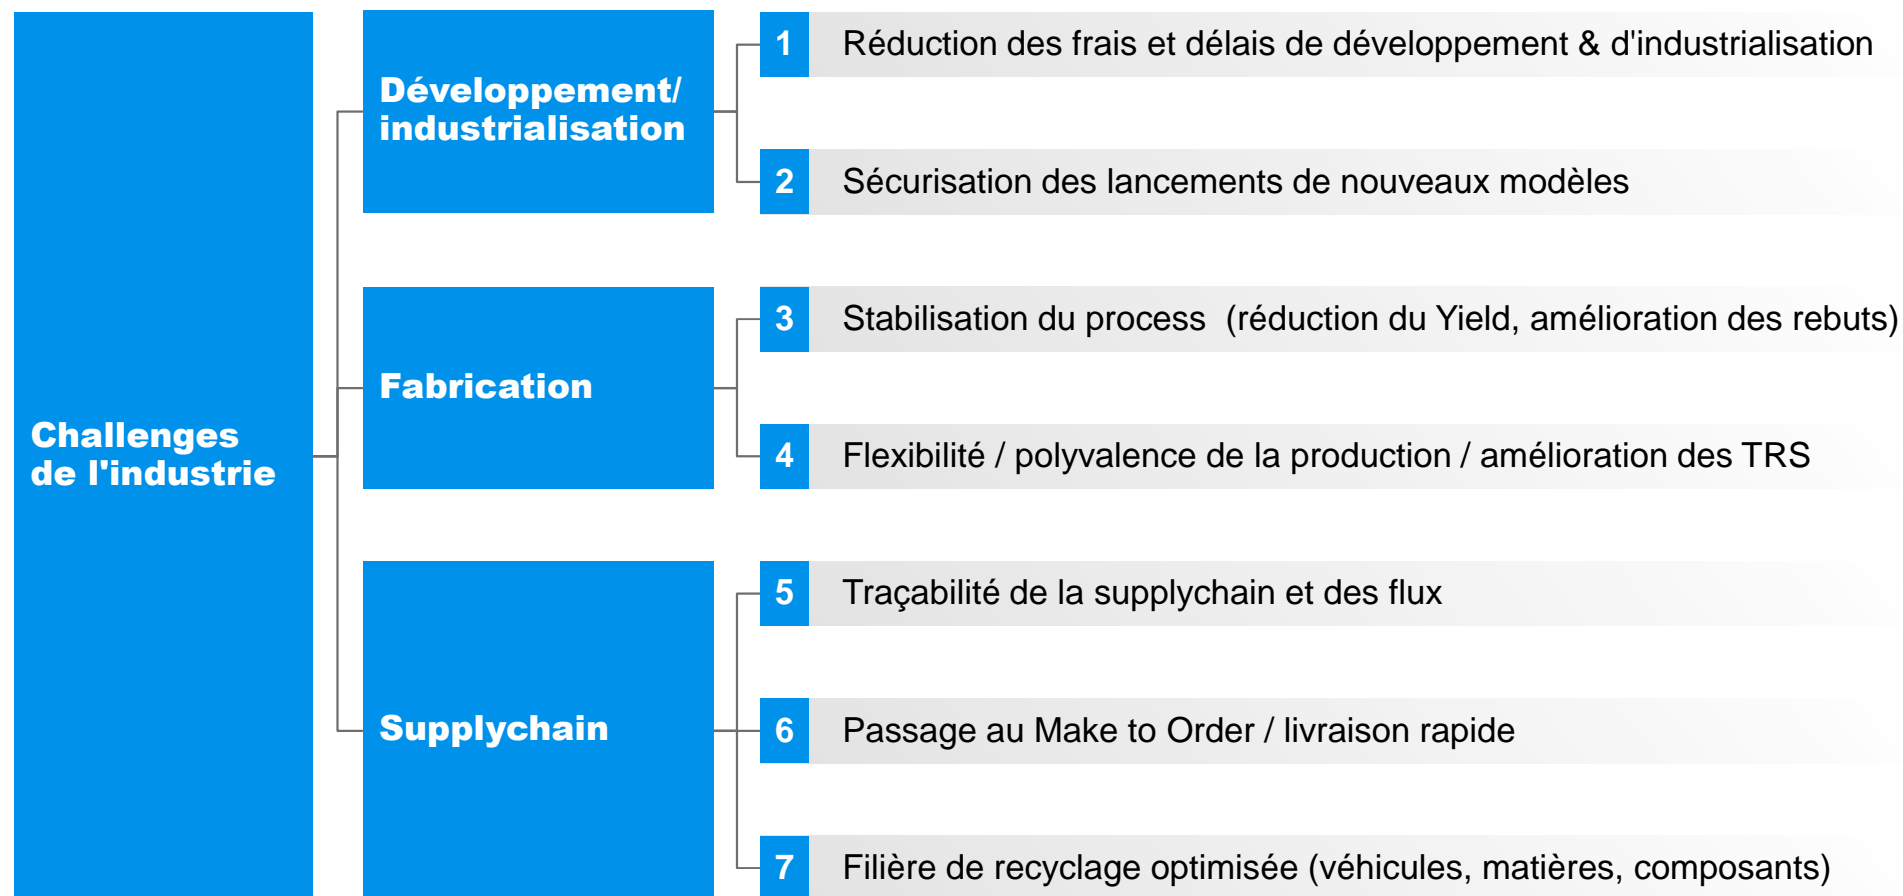 Challenges
de l'industrie
Développement/
industrialisation
1 Réduction des frais et délais de développement & d'industrialisation
2 Sécurisation des lancements de nouveaux modèles
Fabrication
3 Stabilisation du process  (réduction du Yield, amélioration des rebuts)
4 Flexibilité / polyvalence de la production / amélioration des TRS
Supplychain
5 Traçabilité de la supplychain et des flux
6 Passage au Make to Order / livraison rapide
7 Filière de recyclage optimisée (véhicules, matières, composants)